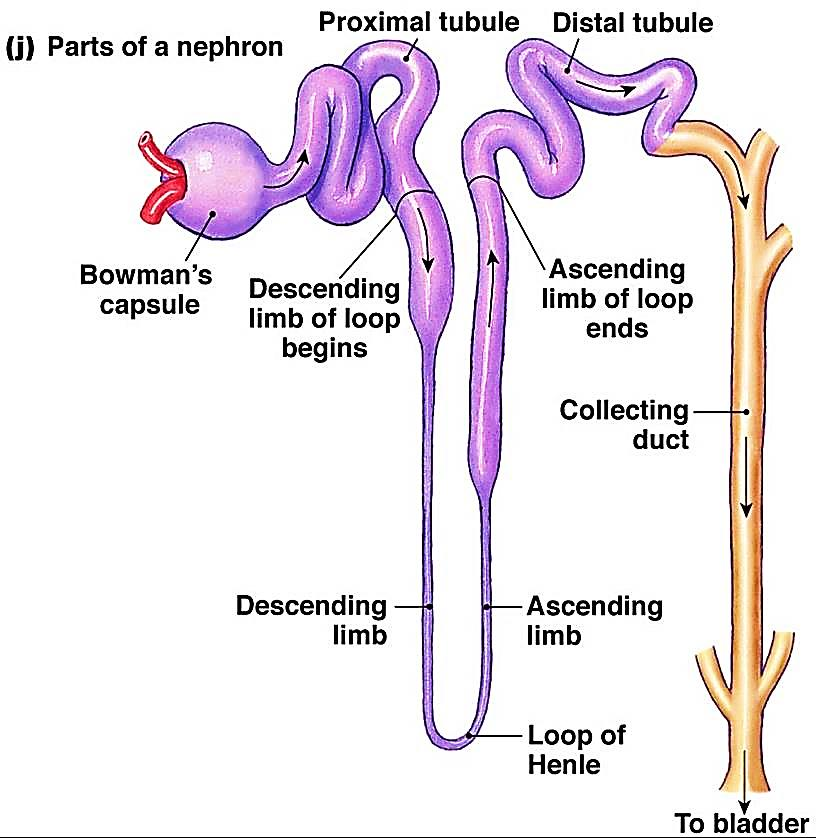 (j) Parts of a nephron
Proximal tubule
Distal tubule
Bowman's
capsule
Descending
limb of loop
begins
Ascending
limb of loop
ends
Collecting
duct
Descending
limb
Ascending
limb
Loop of
Henle
To bladder